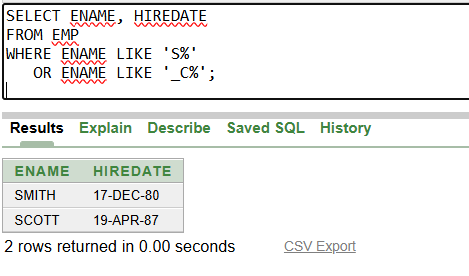 SELECT ENAME, HIREDATE
FROM EMP
WHERE ENAME LIKE 'S%'
   OR ENAME LIKE '_C%';
Results Explain Describe Saved SQL History
ENAME HIREDATE
SMITH 17-DEC-80
SCOTT 19-APR-87
2 rows returned in 0.00 seconds CSV Export